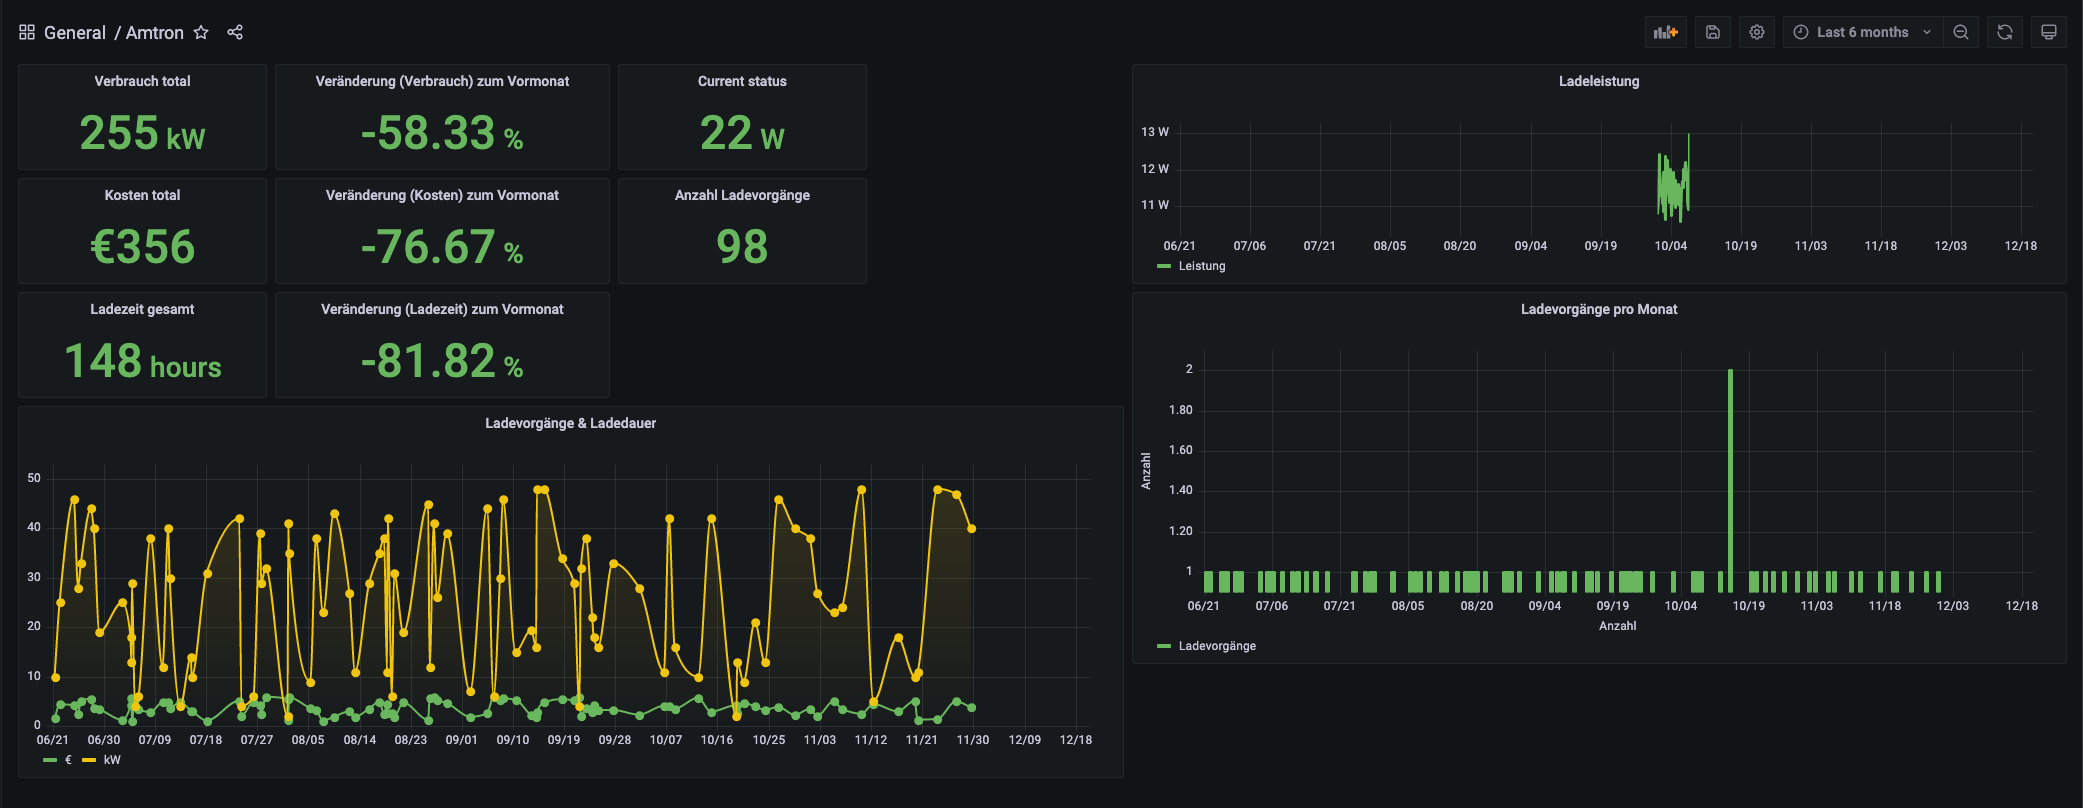 General / Amtron
Last 6 months
Verbrauch total
255 kW
Veränderung (Verbrauch) zum Vormonat
-58.33 %
Current status
22 W
Kosten total
€356
Veränderung (Kosten) zum Vormonat
-76.67 %
Anzahl Ladevorgänge
98
Ladezeit gesamt
148 hours
Veränderung (Ladezeit) zum Vormonat
-81.82 %
Ladevorgänge & Ladedauer
50
40
30
20
10
0
06/21 06/30 07/09 07/18 07/27 08/05 08/14 08/23 09/01 09/10 09/19 09/28 10/07 10/16 10/25 11/03 11/12 11/21 11/30 12/09 12/18
€ kW
Ladeleistung
13 W
12 W
11 W
06/21 07/06 07/21 08/05 08/20 09/04 09/19 10/04 10/19 11/03 11/18 12/03 12/18
Leistung
Ladevorgänge pro Monat
Anzahl
2
1.80
1.60
1.40
1.20
1
06/21 07/06 07/21 08/05 08/20 09/04 09/19 10/04 10/19 11/03 11/18 12/03 12/18
Anzahl
Ladevorgänge